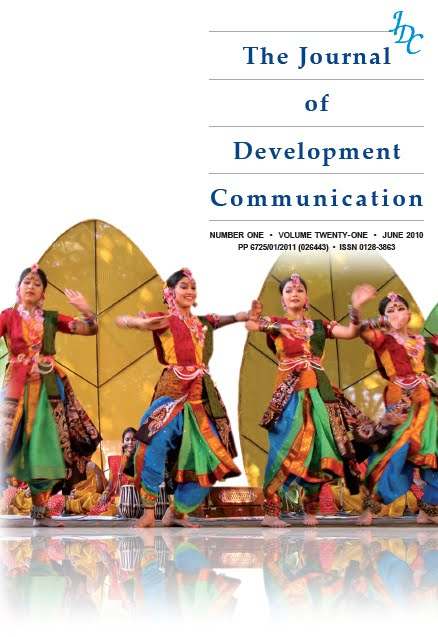 JDC
The Journal
of
Development
Communication
NUMBER ONE • VOLUME TWENTY-ONE • JUNE 2010
PP 6725/01/2011 (026443) • ISSN 0128-3863